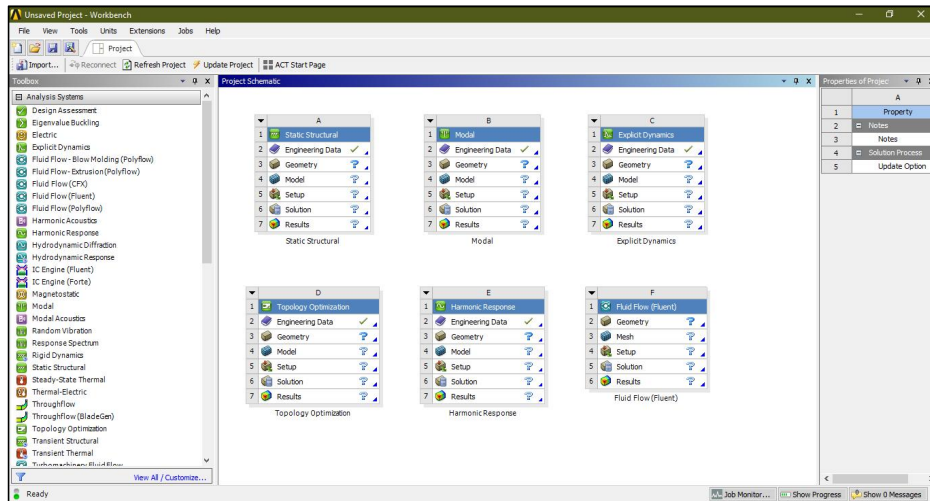 Unsaved Project - Workbench
File View Tools Units Extensions Jobs Help
Project
Import... Reconnect Refresh Project Update Project ACT Start Page
Toolbox
Analysis Systems
Design Assessment
Eigenvalue Buckling
Electric
Explicit Dynamics
Fluid Flow - Blow Molding (Polyflow)
Fluid Flow - Extrusion (Polyflow)
Fluid Flow (CFX)
Fluid Flow (Fluent)
Fluid Flow (Polyflow)
Harmonic Acoustics
Harmonic Response
Hydrodynamic Diffraction
Hydrodynamic Response
IC Engine (Fluent)
IC Engine (Forte)
Magnetostatic
Modal
Modal Acoustics
Random Vibration
Response Spectrum
Rigid Dynamics
Static Structural
Steady-State Thermal
Thermal-Electric
Throughflow
Throughflow (BladeGen)
Topology Optimization
Transient Structural
Transient Thermal
Turbomachinery Fluid Flow
View All / Customize...
Project Schematic
A
1 Static Structural
2 Engineering Data
3 Geometry ?
4 Model ?
5 Setup ?
6 Solution ?
7 Results ?
Static Structural
B
1 Modal
2 Engineering Data
3 Geometry ?
4 Model ?
5 Setup ?
6 Solution ?
7 Results ?
Modal
C
1 Explicit Dynamics
2 Engineering Data
3 Geometry ?
4 Model ?
5 Setup ?
6 Solution ?
7 Results ?
Explicit Dynamics
D
1 Topology Optimization
2 Engineering Data
3 Geometry ?
4 Model ?
5 Setup ?
6 Solution ?
7 Results ?
Topology Optimization
E
1 Harmonic Response
2 Engineering Data
3 Geometry ?
4 Model ?
5 Setup ?
6 Solution ?
7 Results ?
Harmonic Response
F
1 Fluid Flow (Fluent)
2 Geometry ?
3 Mesh ?
4 Setup ?
5 Solution ?
6 Results ?
Fluid Flow (Fluent)
Properties of Projec
A
1 Property
2 Notes
3 Notes
4 Solution Process
5 Update Option
Ready
Job Monitor... Show Progress Show 0 Messages